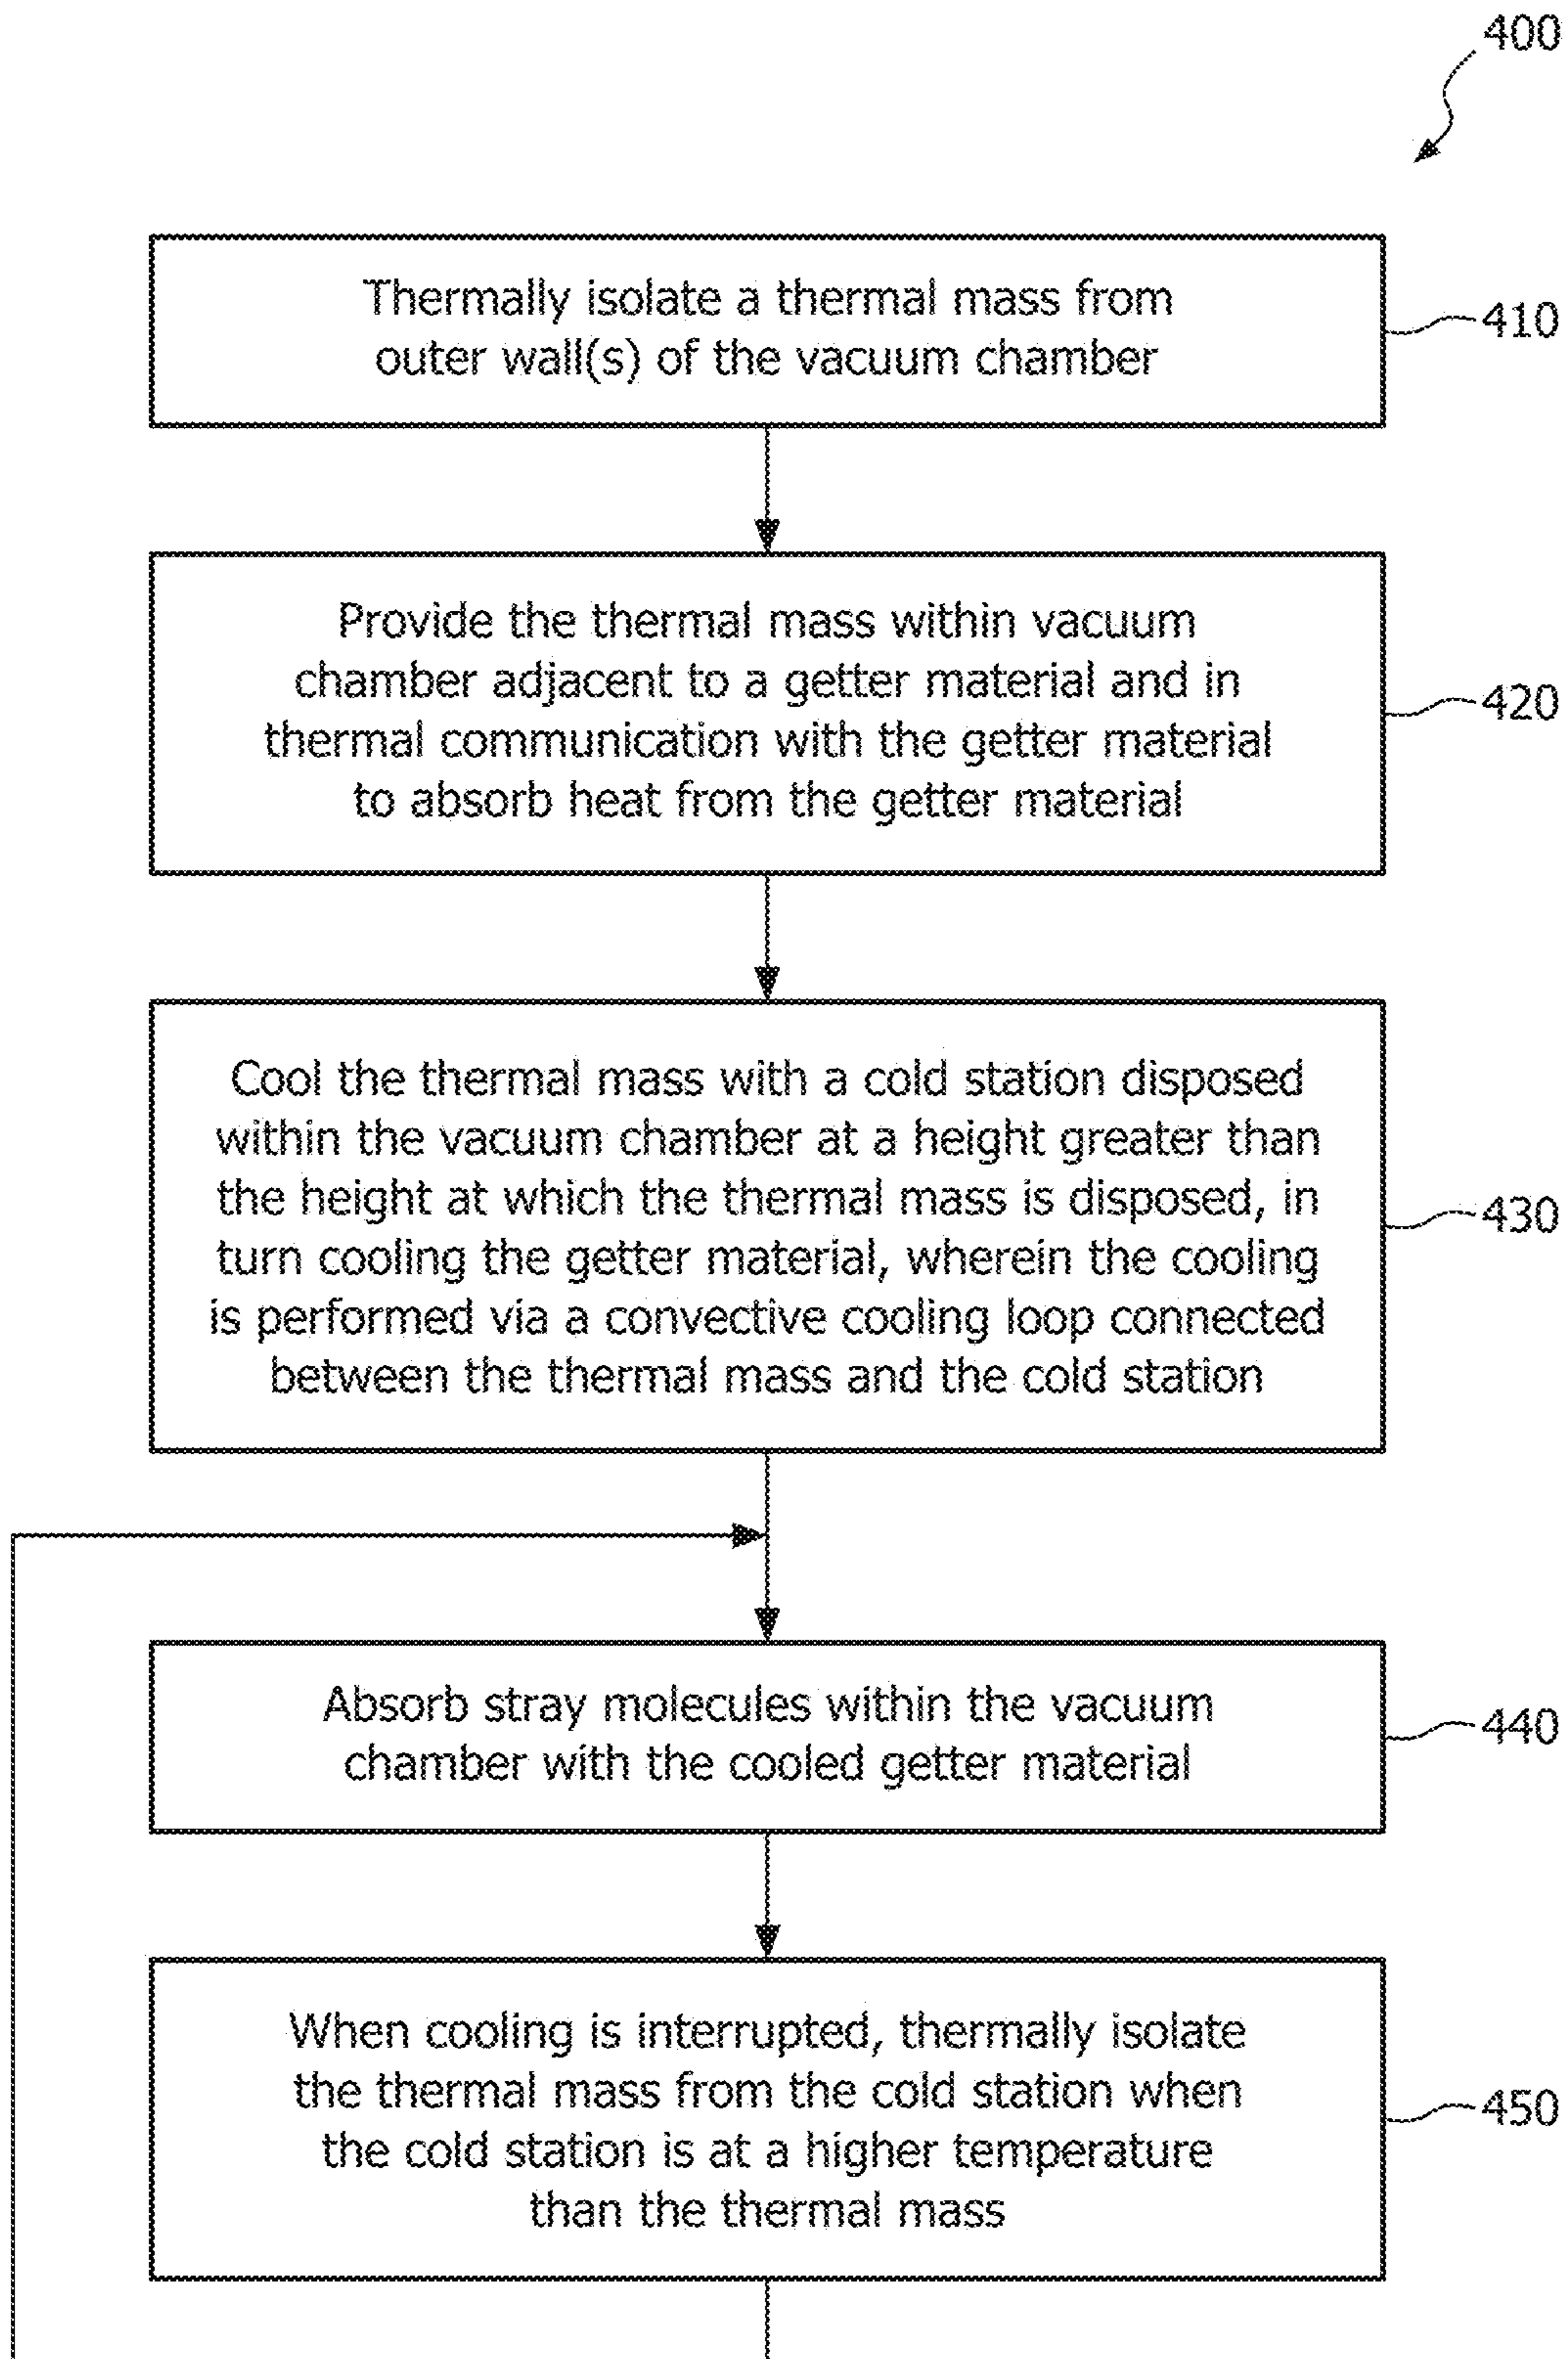 400
Thermally isolate a thermal mass from
outer wall(s) of the vacuum chamber
410
Provide the thermal mass within vacuum
chamber adjacent to a getter material and in
thermal communication with the getter material
to absorb heat from the getter material
420
Cool the thermal mass with a cold station disposed
within the vacuum chamber at a height greater than
the height at which the thermal mass is disposed, in
turn cooling the getter material, wherein the cooling
is performed via a convective cooling loop connected
between the thermal mass and the cold station
430
Absorb stray molecules within the vacuum
chamber with the cooled getter material
440
When cooling is interrupted, thermally isolate
the thermal mass from the cold station when
the cold station is at a higher temperature
than the thermal mass
450